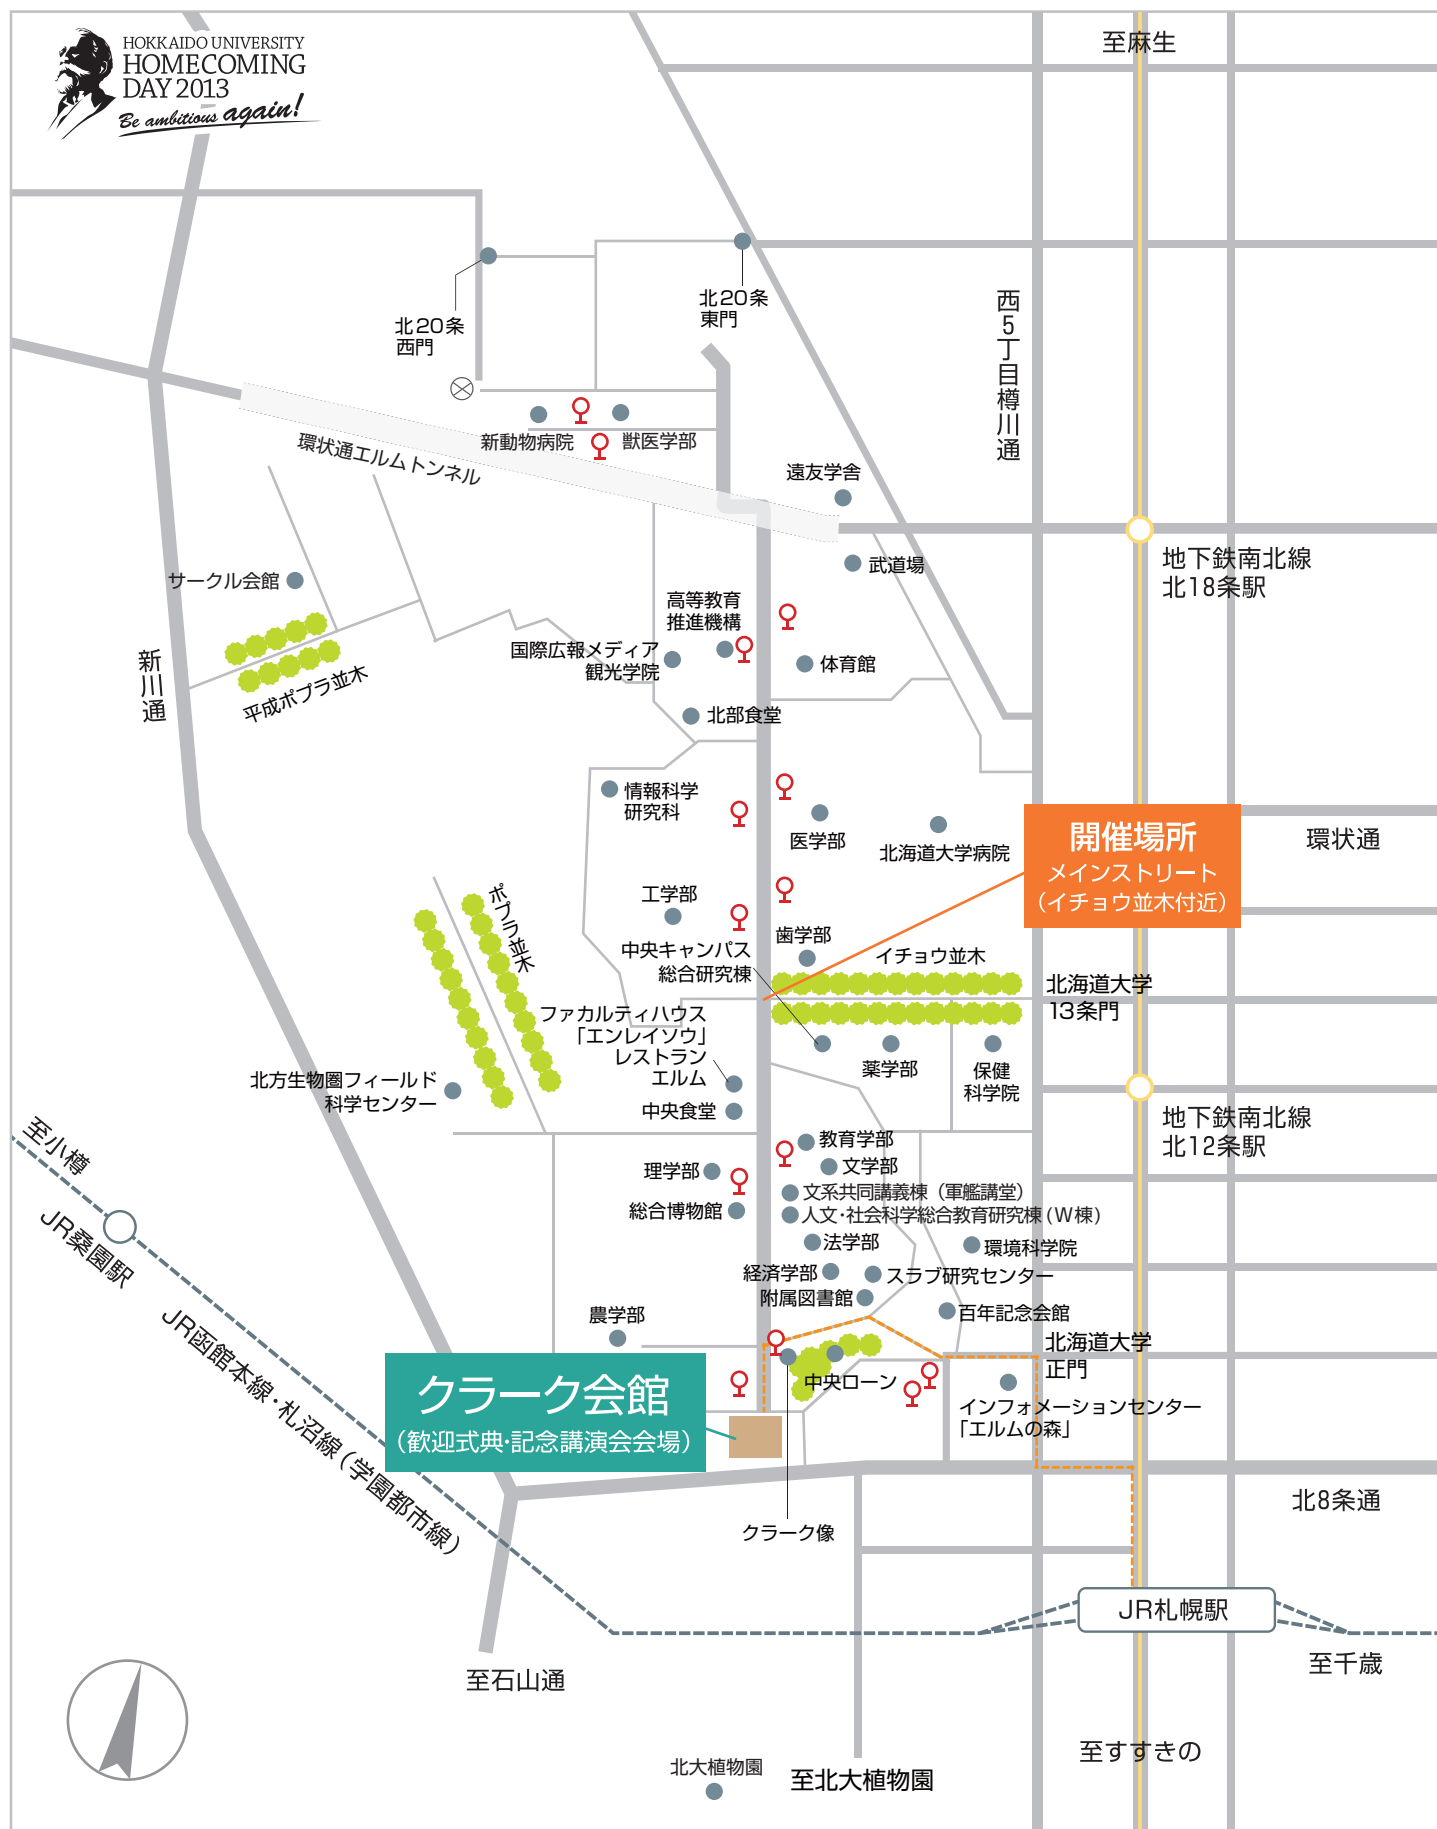 HOKKAIDO UNIVERSITY
HOMECOMING
DAY 2013
Be ambitious again!
至麻生
北20条
西門
北20条
東門
西5丁目樽川通
新動物病院
獣医学部
環状通エルムトンネル
遠友学舎
武道場
地下鉄南北線
北18条駅
サークル会館
高等教育
推進機構
国際広報メディア
観光学院
体育館
新川通
平成ポプラ並木
北部食堂
情報科学
研究科
医学部
北海道大学病院
開催場所
メインストリート
（イチョウ並木付近）
環状通
ポプラ並木
工学部
歯学部
中央キャンパス
総合研究棟
イチョウ並木
北海道大学
13条門
ファカルティハウス
「エンレイソウ」
レストラン
エルム
薬学部
保健
科学院
北方生物圏フィールド
科学センター
中央食堂
地下鉄南北線
北12条駅
至小樽
JR桑園駅
教育学部
文学部
理学部
文系共同講義棟（軍艦講堂）
総合博物館
人文・社会科学総合教育研究棟(W棟)
法学部
環境科学院
経済学部
スラブ研究センター
附属図書館
百年記念会館
農学部
北海道大学
正門
JR函館本線・札沼線（学園都市線）
クラーク会館
（歓迎式典・記念講演会会場）
中央ローン
インフォメーションセンター
「エルムの森」
北8条通
クラーク像
JR札幌駅
至石山通
至千歳
至すすきの
北大植物園
至北大植物園